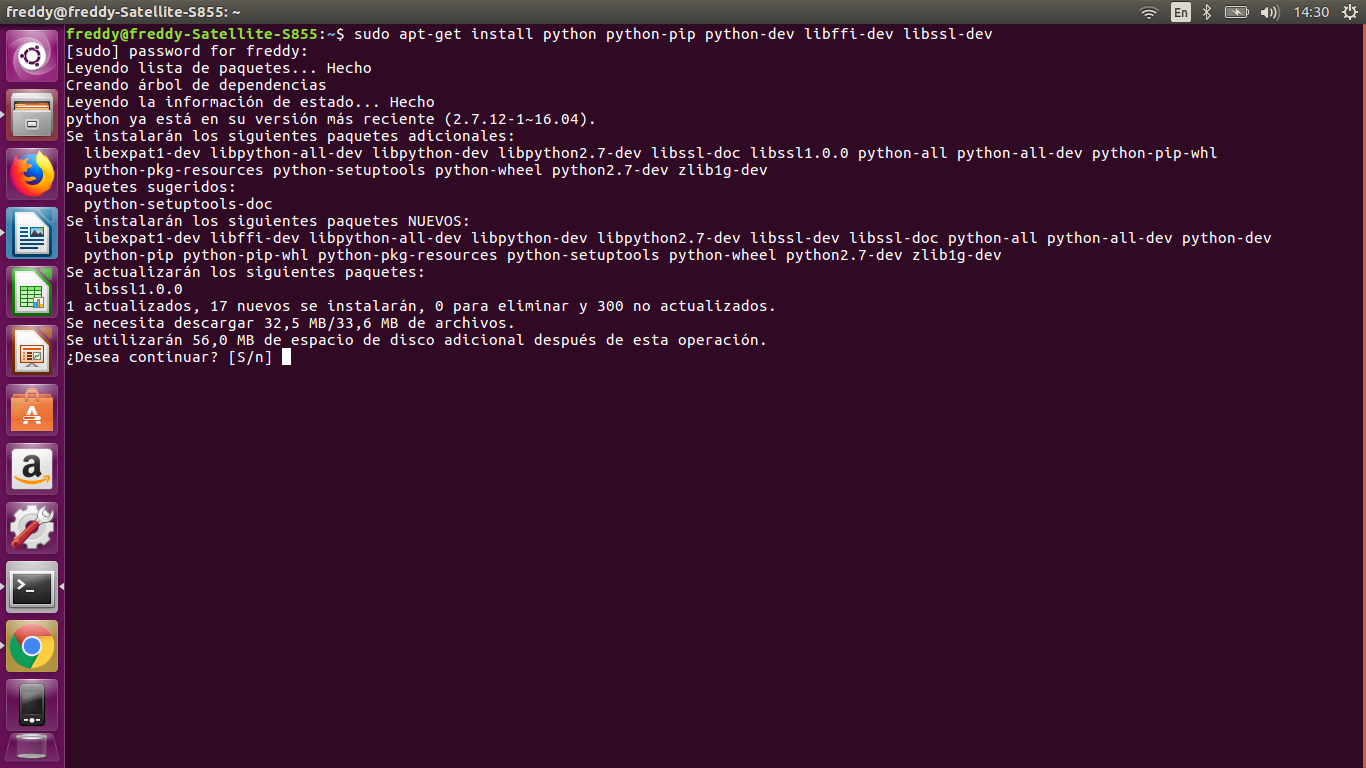 freddy@freddy-Satellite-S855: ~
En
14:30
freddy@freddy-Satellite-S855:~$ sudo apt-get install python python-pip python-dev libffi-dev libssl-dev
[sudo] password for freddy:
Leyendo lista de paquetes... Hecho
Creando árbol de dependencias
Leyendo la información de estado... Hecho
python ya está en su versión más reciente (2.7.12-1~16.04).
Se instalarán los siguientes paquetes adicionales:
  libexpat1-dev libpython-all-dev libpython-dev libpython2.7-dev libssl-doc libssl1.0.0 python-all python-all-dev python-pip-whl
  python-pkg-resources python-setuptools python-wheel python2.7-dev zlib1g-dev
Paquetes sugeridos:
  python-setuptools-doc
Se instalarán los siguientes paquetes NUEVOS:
  libexpat1-dev libffi-dev libpython-all-dev libpython-dev libpython2.7-dev libssl-dev libssl-doc python-all python-all-dev python-dev
  python-pip python-pip-whl python-pkg-resources python-setuptools python-wheel python2.7-dev zlib1g-dev
Se actualizarán los siguientes paquetes:
  libssl1.0.0
1 actualizados, 17 nuevos se instalarán, 0 para eliminar y 300 no actualizados.
Se necesita descargar 32,5 MB/33,6 MB de archivos.
Se utilizarán 56,0 MB de espacio de disco adicional después de esta operación.
¿Desea continuar? [S/n]